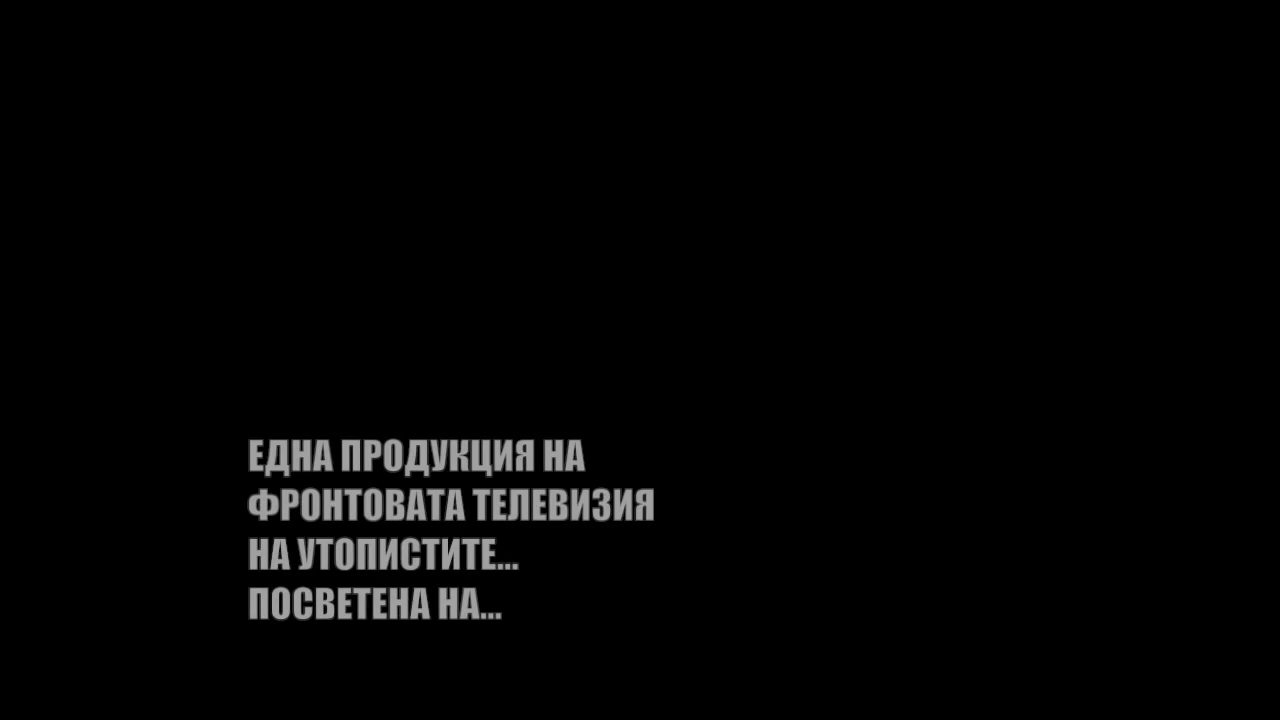 ЕДНА ПРОДУКЦИЯ НА
ФРОНТОВАТА ТЕЛЕВИЗИЯ
НА УТОПИСТИТЕ...
ПОСВЕТЕНА НА...